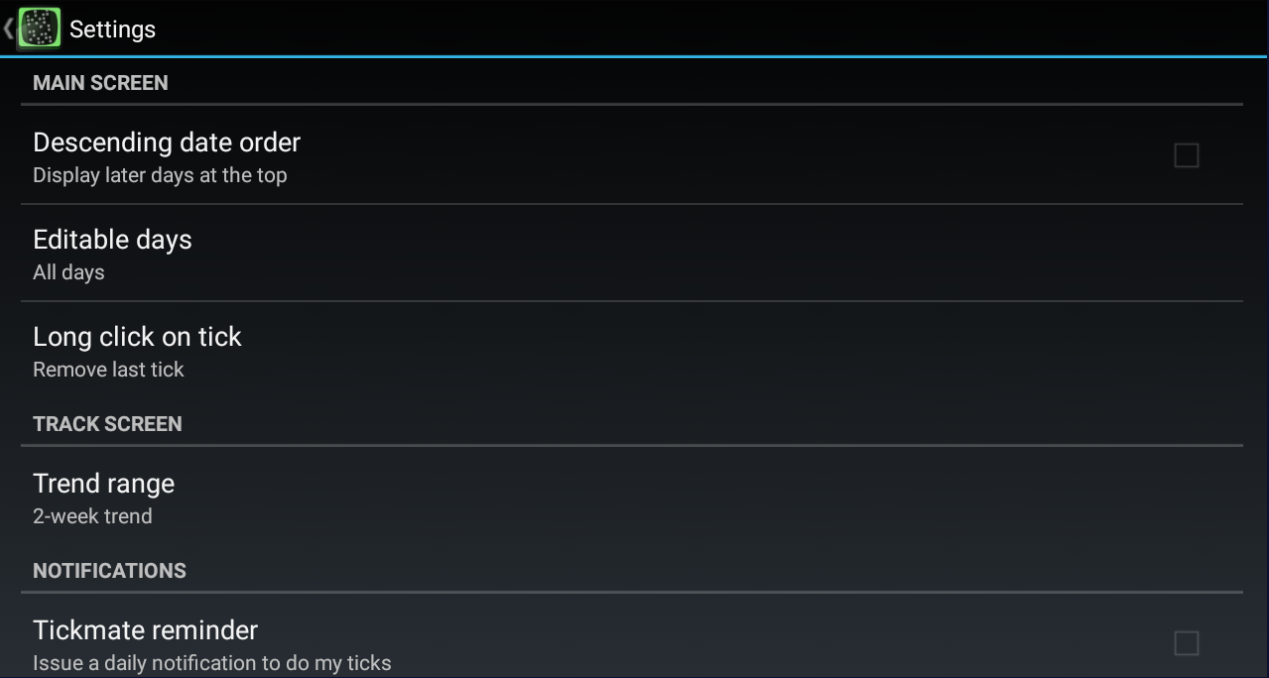 Settings
MAIN SCREEN
Descending date order
Display later days at the top
Editable days
All days
Long click on tick
Remove last tick
TRACK SCREEN
Trend range
2-week trend
NOTIFICATIONS
Tickmate reminder
Issue a daily notification to do my ticks